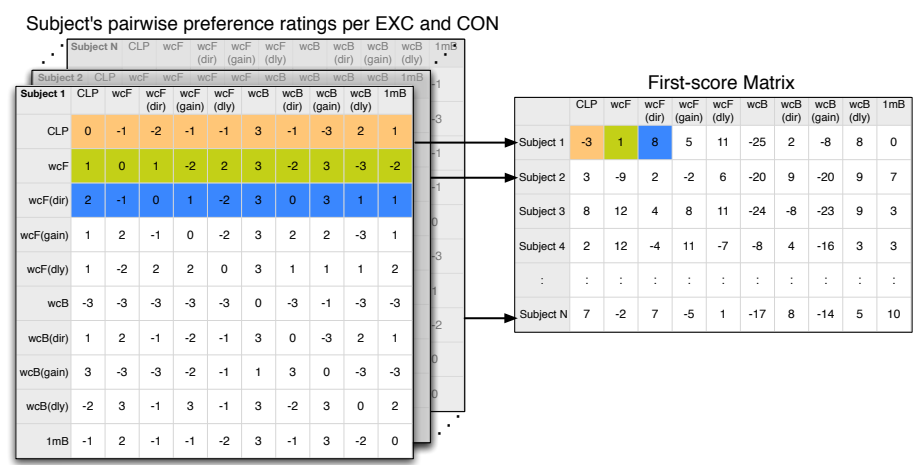 Subject's pairwise preference ratings per EXC and CON
Subject N CLP wcF wcF (dir) wcF (gain) wcF (dly) wcB wcB (dir) wcB (gain) wcB (dly) 1mB
Subject 2 CLP wcF wcF wcF wcF wcB wcB wcB wcB 1mB -1
-3
-1
-1
0
-3
1
-2
0
0
Subject 1 CLP wcF wcF (dir) wcF (gain) wcF (dly) wcB wcB (dir) wcB (gain) wcB (dly) 1mB
CLP 0 -1 -2 -1 -1 3 -1 -3 2 1
wcF 1 0 1 -2 2 3 -2 3 -3 -2
wcF(dir) 2 -1 0 1 -2 3 0 3 1 1
wcF(gain) 1 2 -1 0 -2 3 2 2 -3 1
wcF(dly) 1 -2 2 2 0 3 1 1 1 2
wcB -3 -3 -3 -3 -3 0 -3 -1 -3 -3
wcB(dir) 1 2 -1 -2 -1 3 0 -3 2 1
wcB(gain) 3 -3 -3 -2 -1 1 3 0 -3 -3
wcB(dly) -2 3 -1 3 -1 3 -2 3 0 2
1mB -1 2 -1 -1 -2 3 -1 3 -2 0
First-score Matrix
CLP wcF wcF (dir) wcF (gain) wcF (dly) wcB wcB (dir) wcB (gain) wcB (dly) 1mB
Subject 1 -3 1 8 5 11 -25 2 -8 8 0
Subject 2 3 -9 2 -2 6 -20 9 -20 9 7
Subject 3 8 12 4 8 11 -24 -8 -23 9 3
Subject 4 2 12 -4 11 -7 -8 4 -16 3 3
: : : : : : : : : : :
Subject N 7 -2 7 -5 1 -17 8 -14 5 10